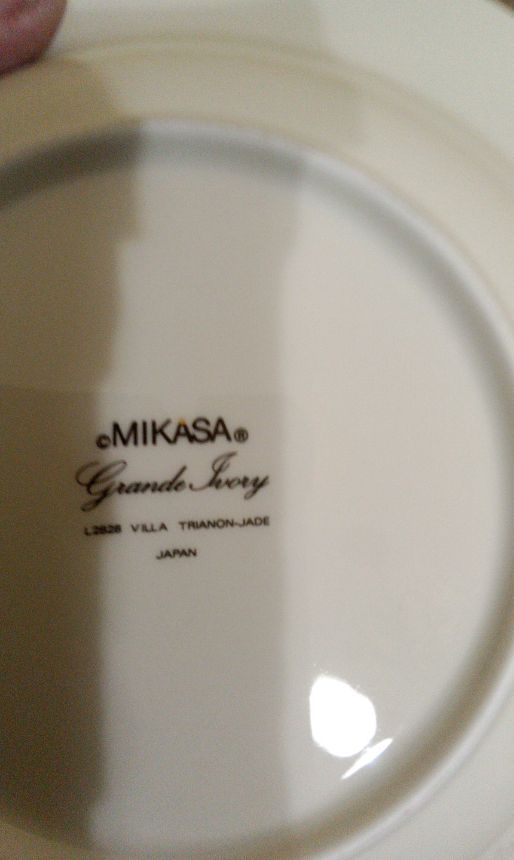 ©MIKASA®
Grande Ivory
L2828 VILLA TRIANON-JADE
JAPAN